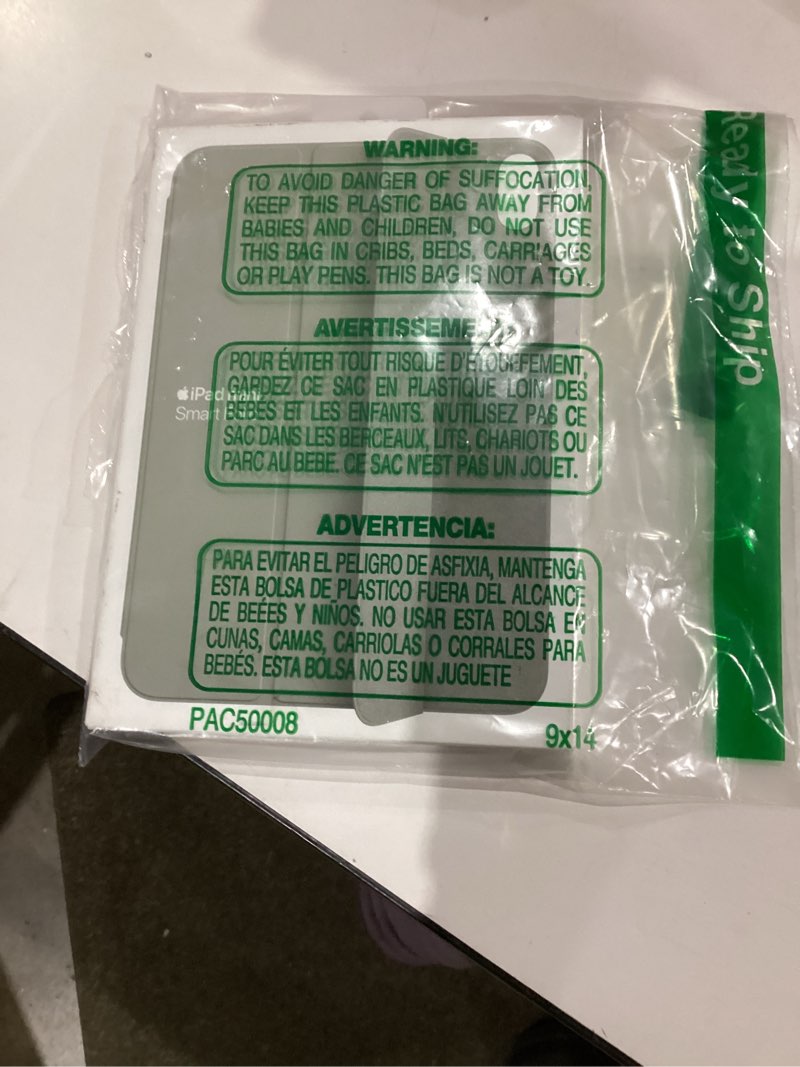 WARNING:
TO AVOID DANGER OF SUFFOCATION,
KEEP THIS PLASTIC BAG AWAY FROM
BABIES AND CHILDREN, DO NOT USE
THIS BAG IN CRIBS, BEDS, CARRIAGES
OR PLAY PENS. THIS BAG IS NOT A TOY.
POUR ÉVITER TOUT RISQUE D'ETOUFFEMENT,
GARDEZ CE SAC EN PLASTIQUE LOIN DES
BEBES ET LES ENFANTS. N'UTILISEZ PAS CE
SAC DANS LES BERCEAUX, LITS, CHARIOTS OU
PARC AU BEBE. CE SAC N'EST PAS UN JOUET.
iPad mini
Smart
ADVERTENCIA:
PARA EVITAR EL PELIGRO DE ASFIXIA, MANTENGA
ESTA BOLSA DE PLASTICO FUERA DEL ALCANCE
DE BEÉES Y NIÑOS. NO USAR ESTA BOLSA EN
CUNAS, CAMAS, CARRIOLAS O CORRALES PARA
BEBÉS. ESTA BOLSA NO ES UN JUGUETE
PAC50008
9x14
Ready to Ship